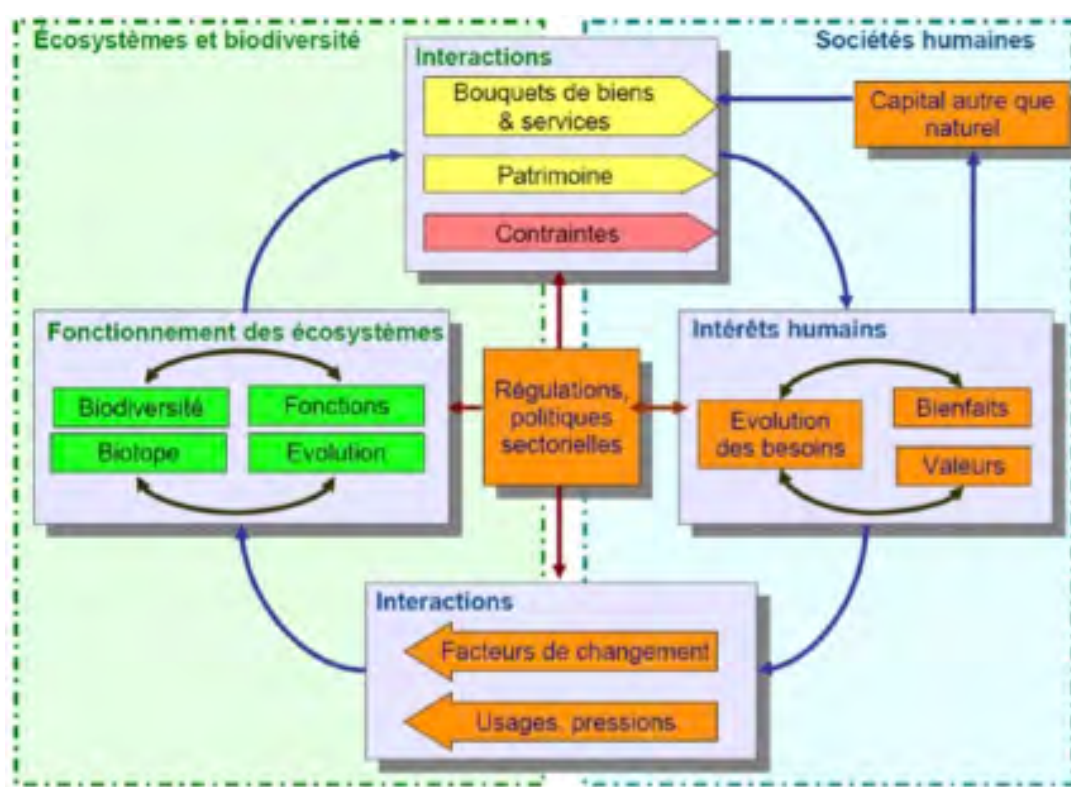 Écosystèmes et biodiversité
Sociétés humaines
Interactions
Bouquets de biens
& services
Patrimoine
Contraintes
Capital autre que
naturel
Fonctionnement des écosystèmes
Biodiversité
Fonctions
Biotope
Evolution
Régulations,
politiques
sectorielles
Intérêts humains
Evolution
des besoins
Bienfaits
Valeurs
Interactions
Facteurs de changement
Usages, pressions